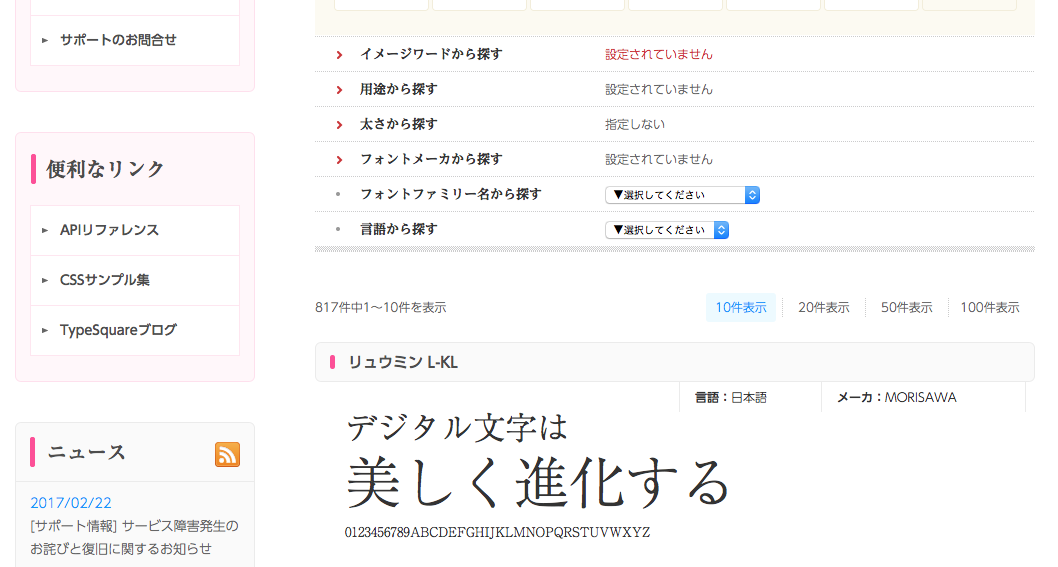 サポートのお問合せ
便利なリンク
APIリファレンス
CSSサンプル集
TypeSquareブログ
ニュース
2017/02/22
[サポート情報] サービス障害発生の
お詫びと復旧に関するお知らせ
イメージワードから探す 設定されていません
用途から探す 設定されていません
太さから探す 指定しない
フォントメーカから探す 設定されていません
フォントファミリー名から探す ▼選択してください
言語から探す ▼選択してください
817件中1〜10件を表示 10件表示 20件表示 50件表示 100件表示
リュウミン L-KL
言語：日本語 メーカ：MORISAWA
デジタル文字は
美しく進化する
0123456789ABCDEFGHIJKLMNOPQRSTUVWXYZ